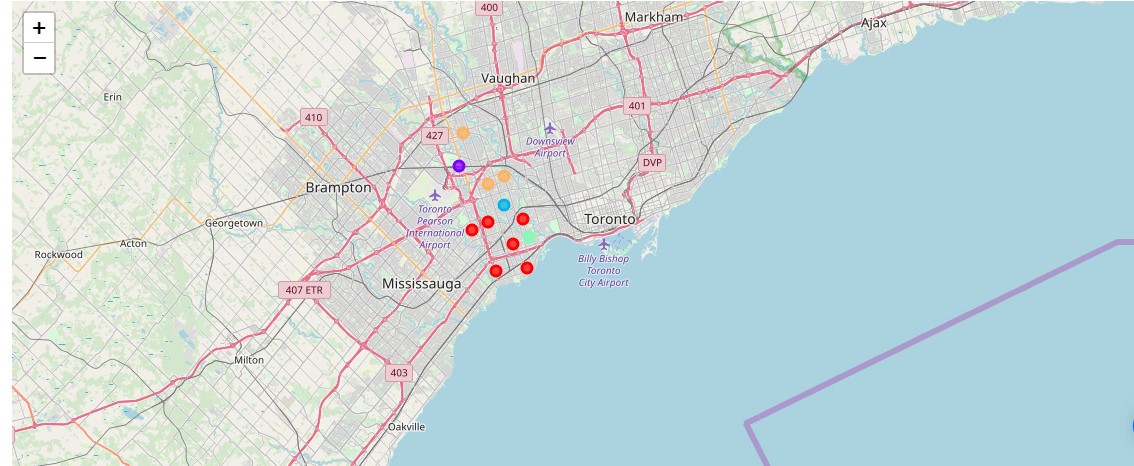 +
−
400
Markham
Ajax
Vaughan
Erin
401
410
427
Downsview
Airport
DVP
Brampton
Toronto
Pearson
International
Airport
Toronto
Georgetown
Acton
Rockwood
Billy Bishop
Toronto
City Airport
Mississauga
407 ETR
Milton
403
Oakville